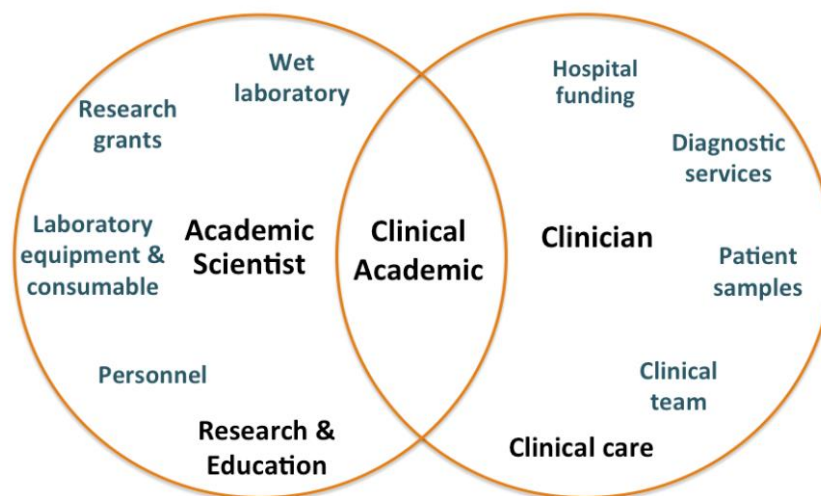 Wet
laboratory
Research
grants
Laboratory
equipment &
consumable
Academic
Scientist
Personnel
Research &
Education
Clinical
Academic
Hospital
funding
Diagnostic
services
Clinician
Patient
samples
Clinical
team
Clinical care